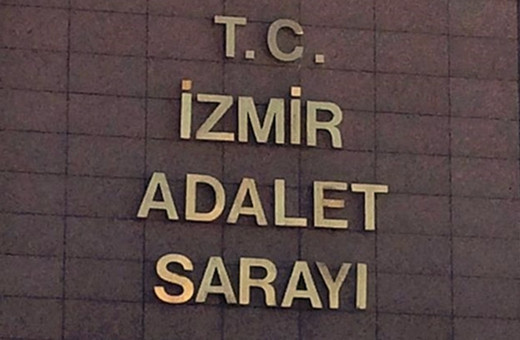 T.C.
İZMİR
ADALET
SARAYI